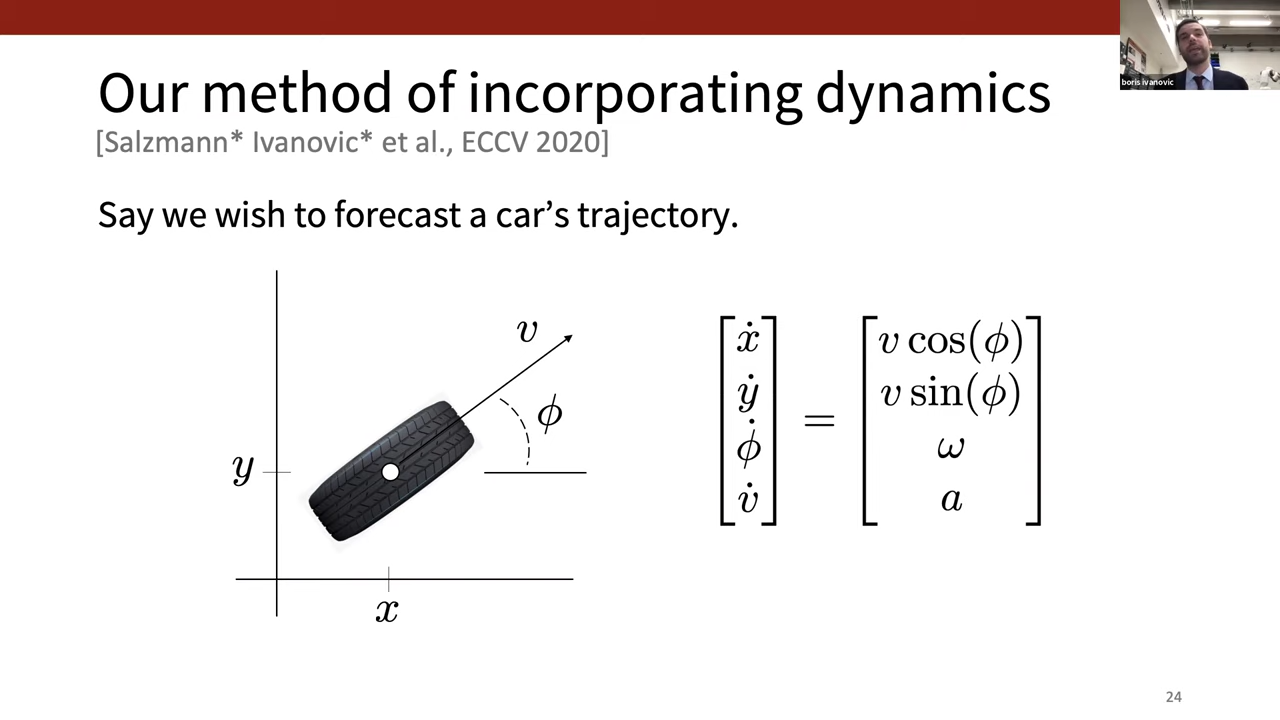 Our method of incorporating dynamics
[Salzmann* Ivanovic* et al., ECCV 2020]
boris ivanovic
Say we wish to forecast a car's trajectory.
v
ϕ
y
x
ẋ
ẏ
ϕ̇
v̇
=
v cos(ϕ)
v sin(ϕ)
ω
a
24